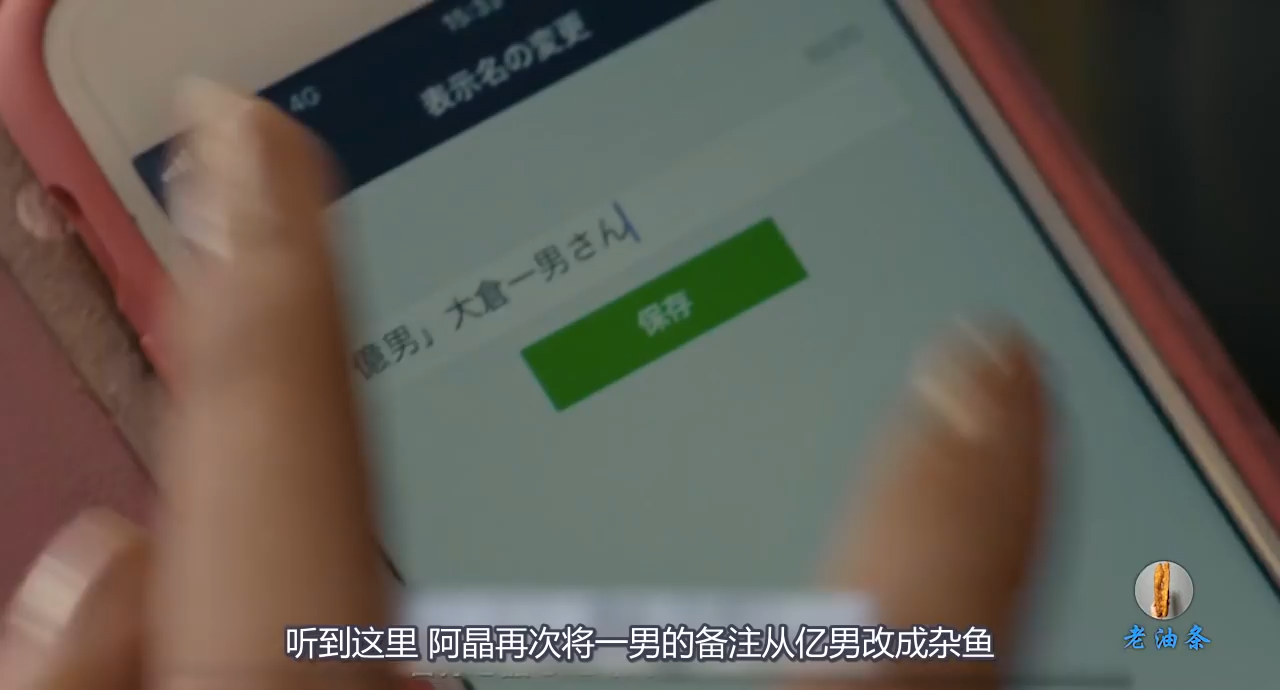 4G
表示名の変更
億男」大倉一男さん
保存
听到这里 阿晶再次将一男的备注从亿男改成杂鱼
老油条